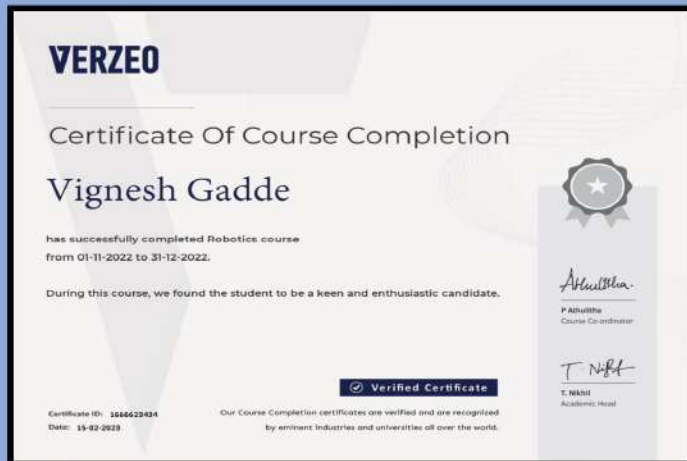 VERZEO
Certificate Of Course Completion
Vignesh Gadde
has successfully completed Robotics course
from 01-11-2022 to 31-12-2022.
During this course, we found the student to be a keen and enthusiastic candidate.
P Athulitha
Course Co-ordinator
T. Nikhil
Academic Head
Verified Certificate
Certificate ID: 1666629434
Date: 15-02-2023
Our Course Completion certificates are verified and are recognized
by eminent industries and universities all over the world.